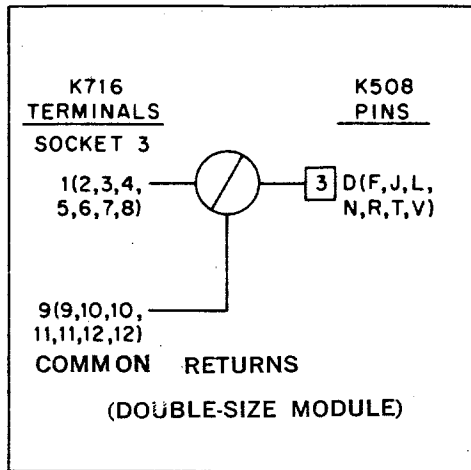 K716
TERMINALS
SOCKET 3
K508
PINS
1(2,3,4,
5,6,7,8)
3
D(F,J,L,
N,R,T,V)
9(9,10,10,
11,11,12,12)
COMMON RETURNS
(DOUBLE-SIZE MODULE)